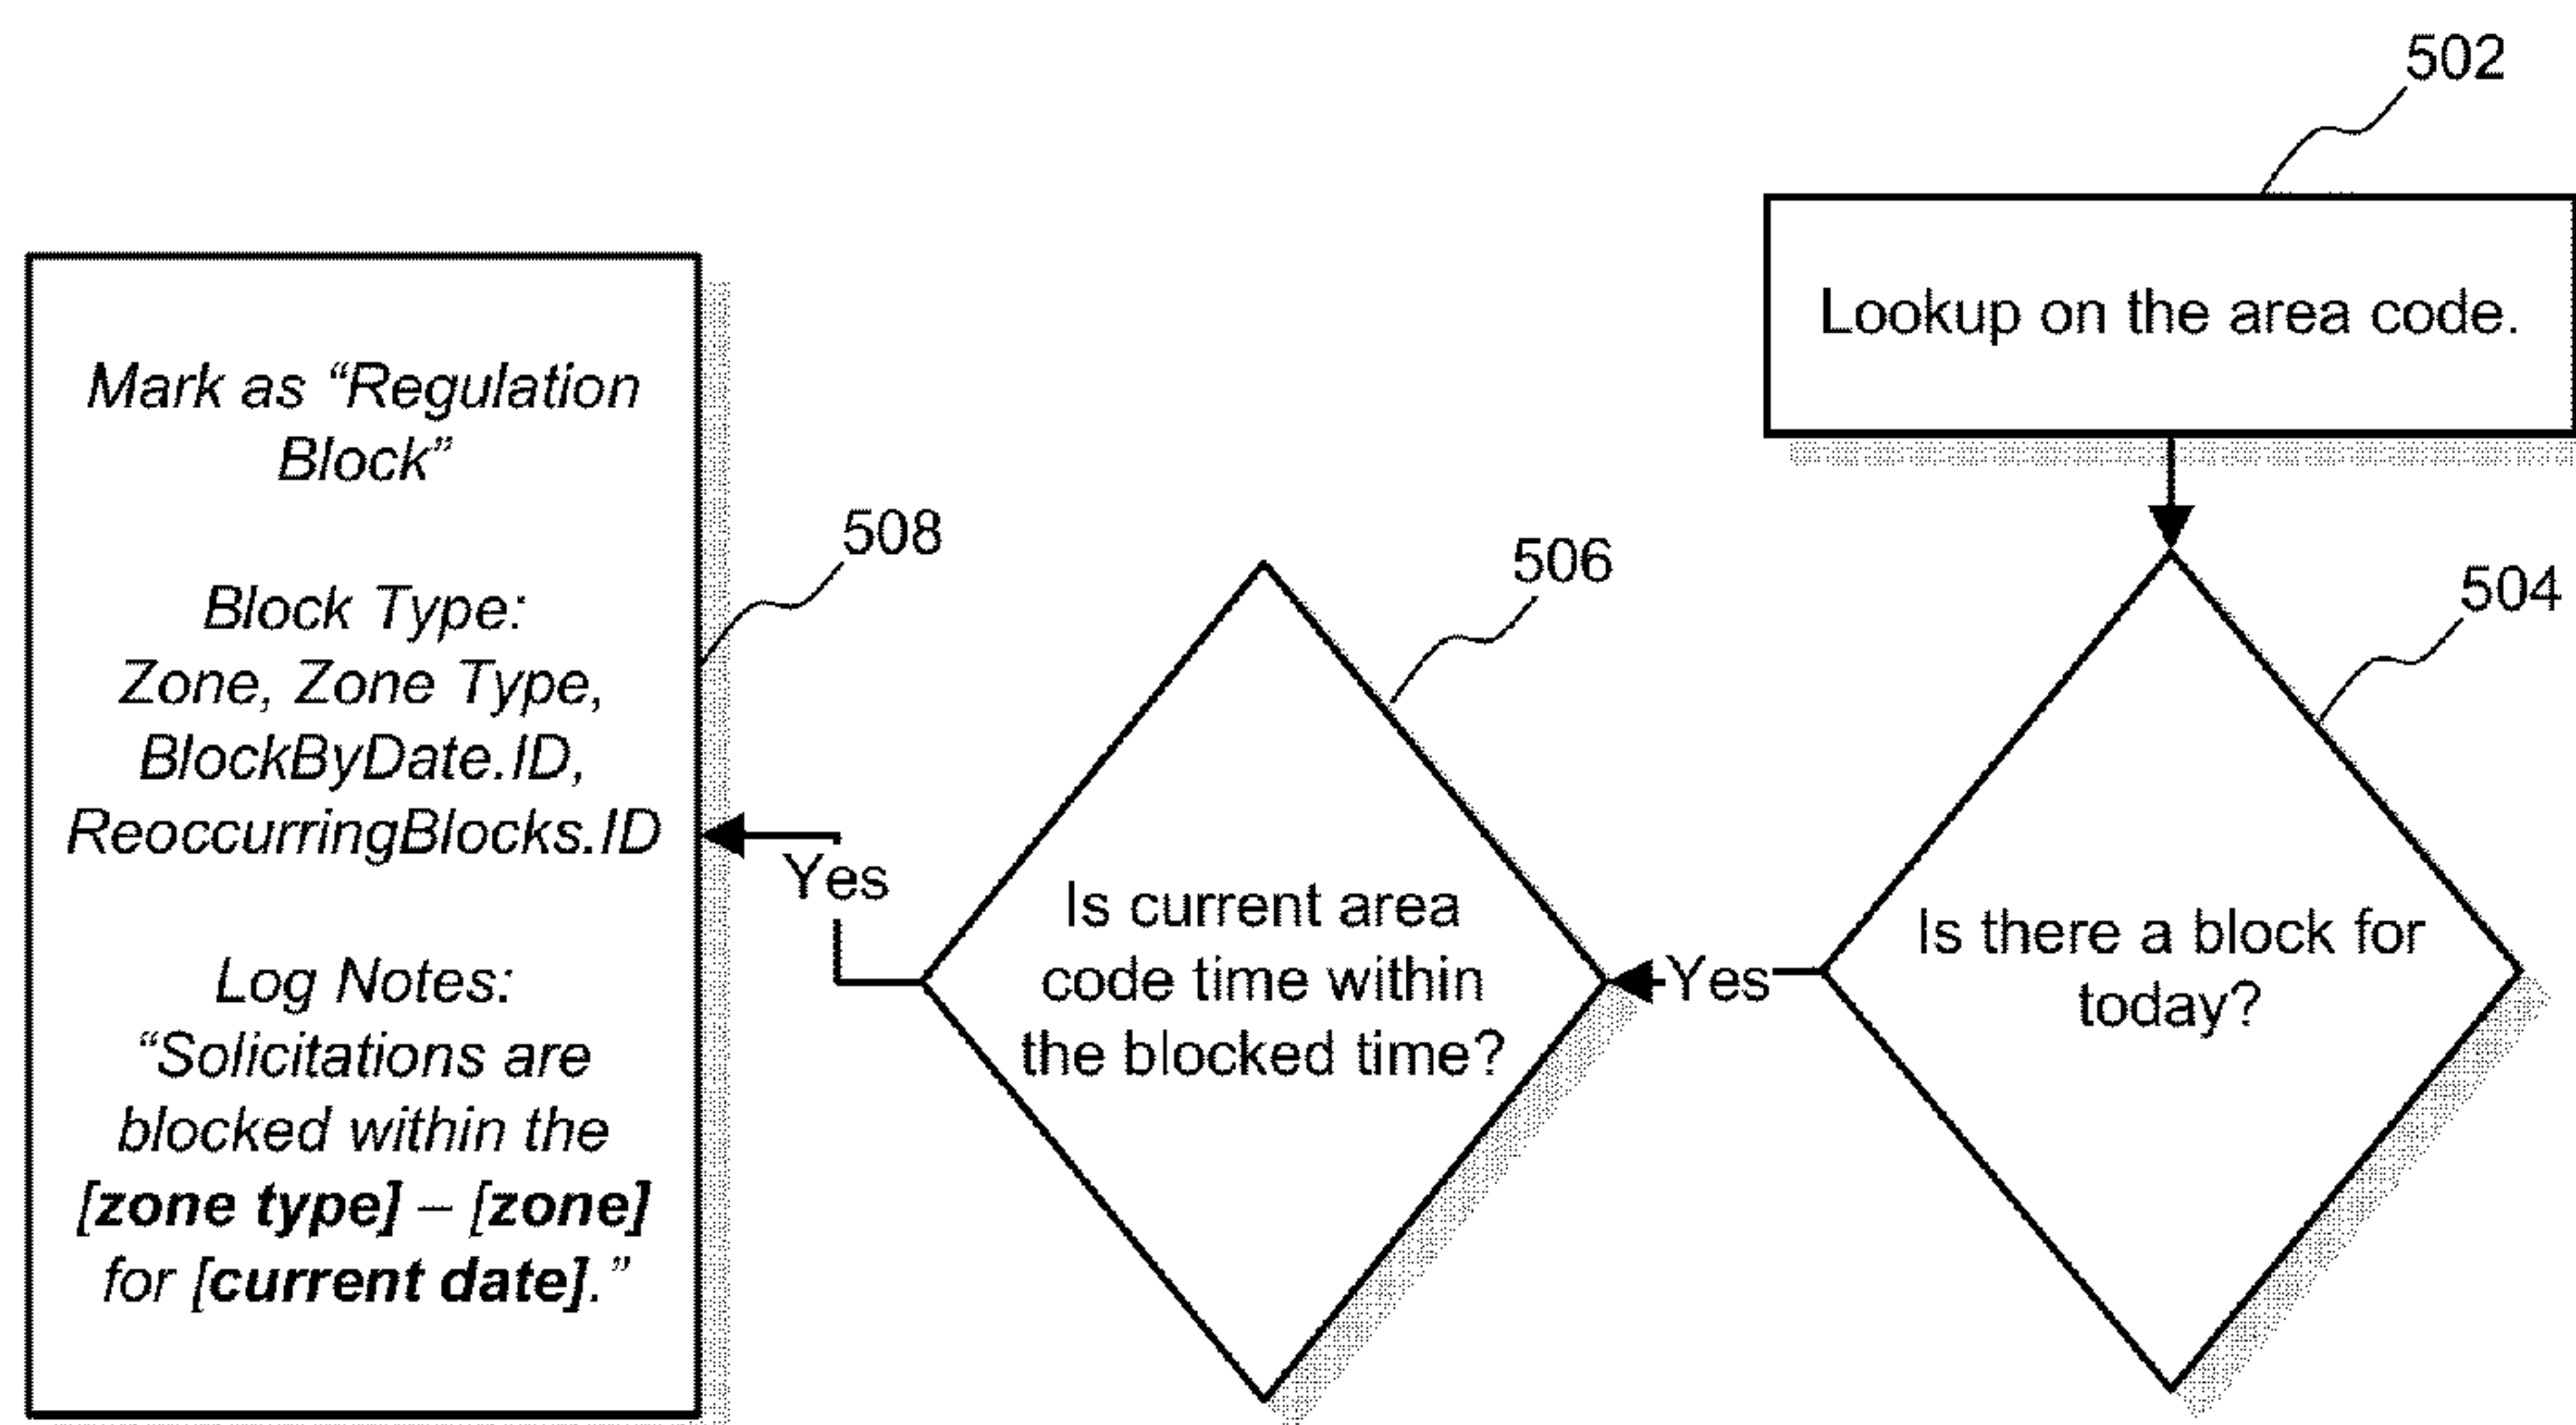 502
Lookup on the area code.
504
Is there a block for
today?
Yes
506
Is current area
code time within
the blocked time?
Yes
508
Mark as “Regulation
Block”
Block Type:
Zone, Zone Type,
BlockByDate.ID,
ReoccurringBlocks.ID
Log Notes:
“Solicitations are
blocked within the
[zone type] – [zone]
for [current date].”